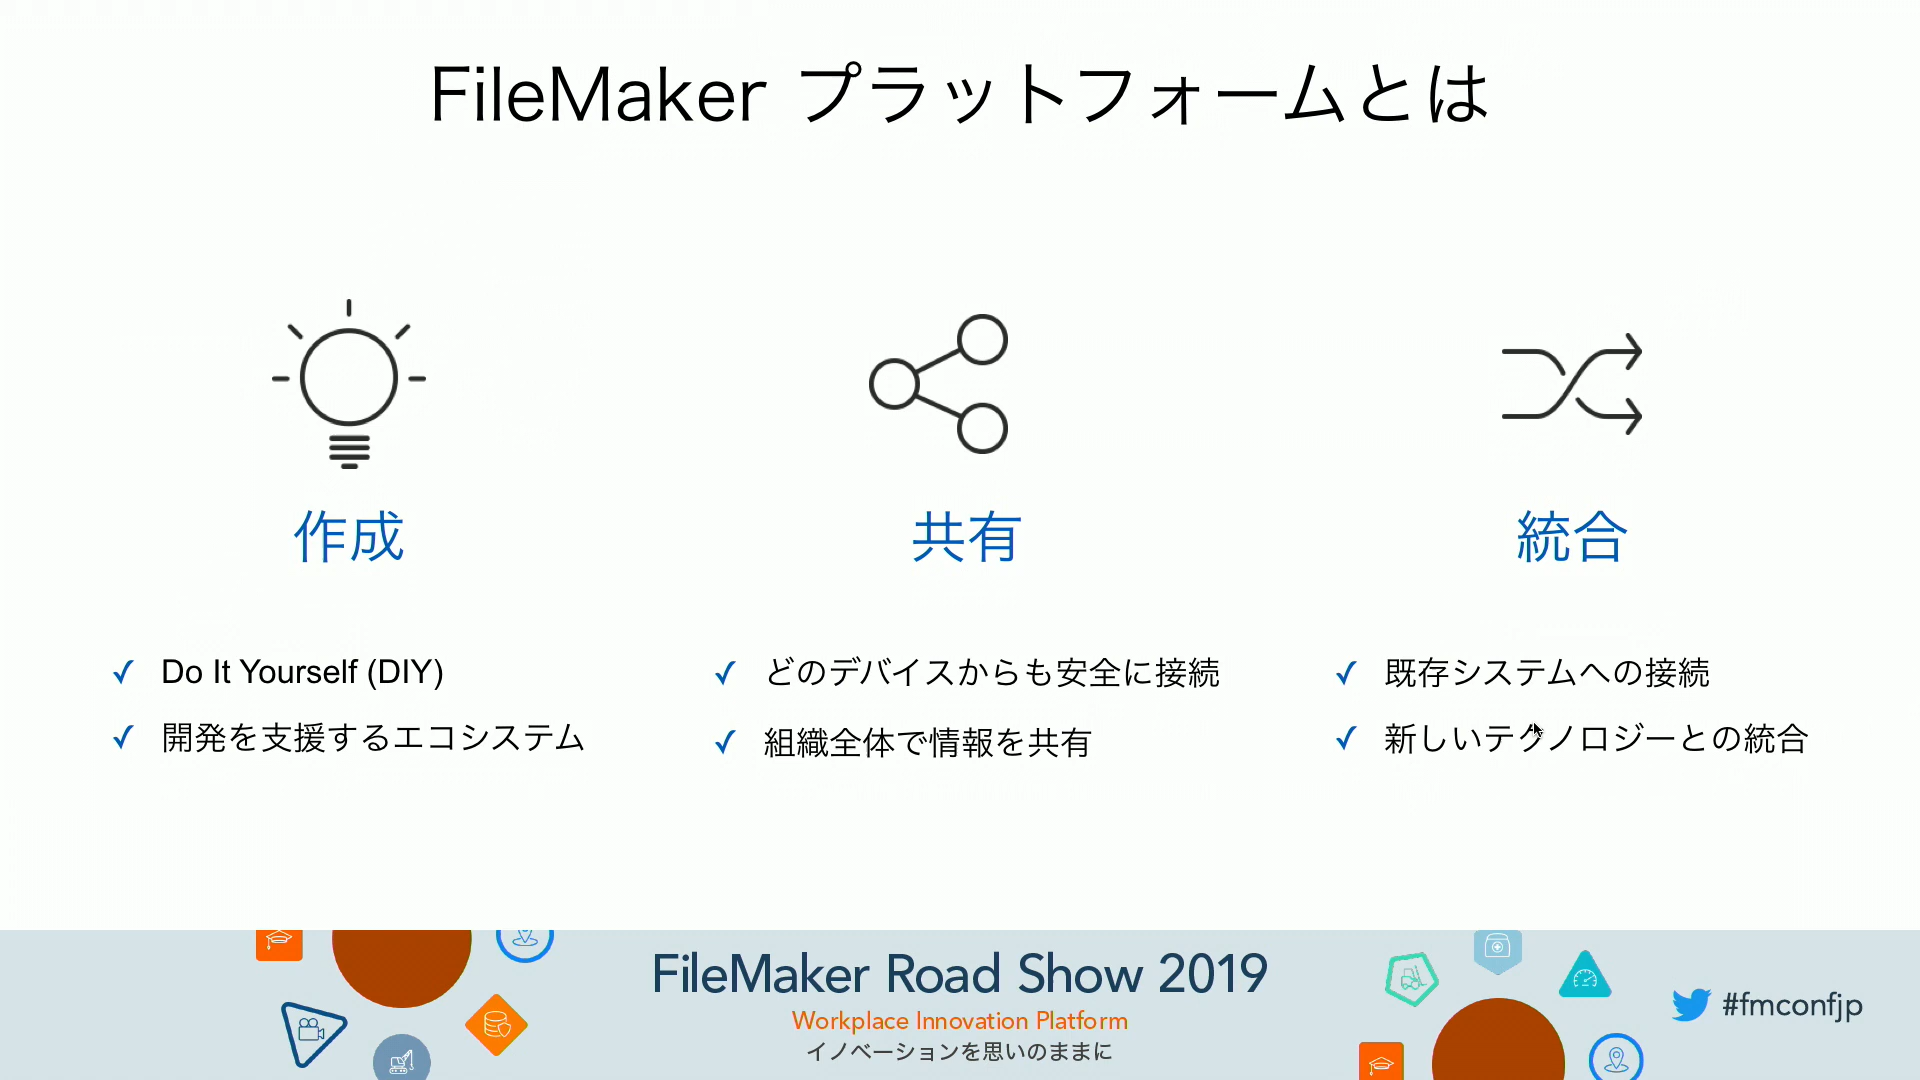 FileMaker プラットフォームとは
作成
共有
統合
✓ Do It Yourself (DIY)
✓ 開発を支援するエコシステム
✓ どのデバイスからも安全に接続
✓ 組織全体で情報を共有
✓ 既存システムへの接続
✓ 新しいテクノロジーとの統合
FileMaker Road Show 2019
Workplace Innovation Platform
イノベーションを思いのままに
#fmconfjp